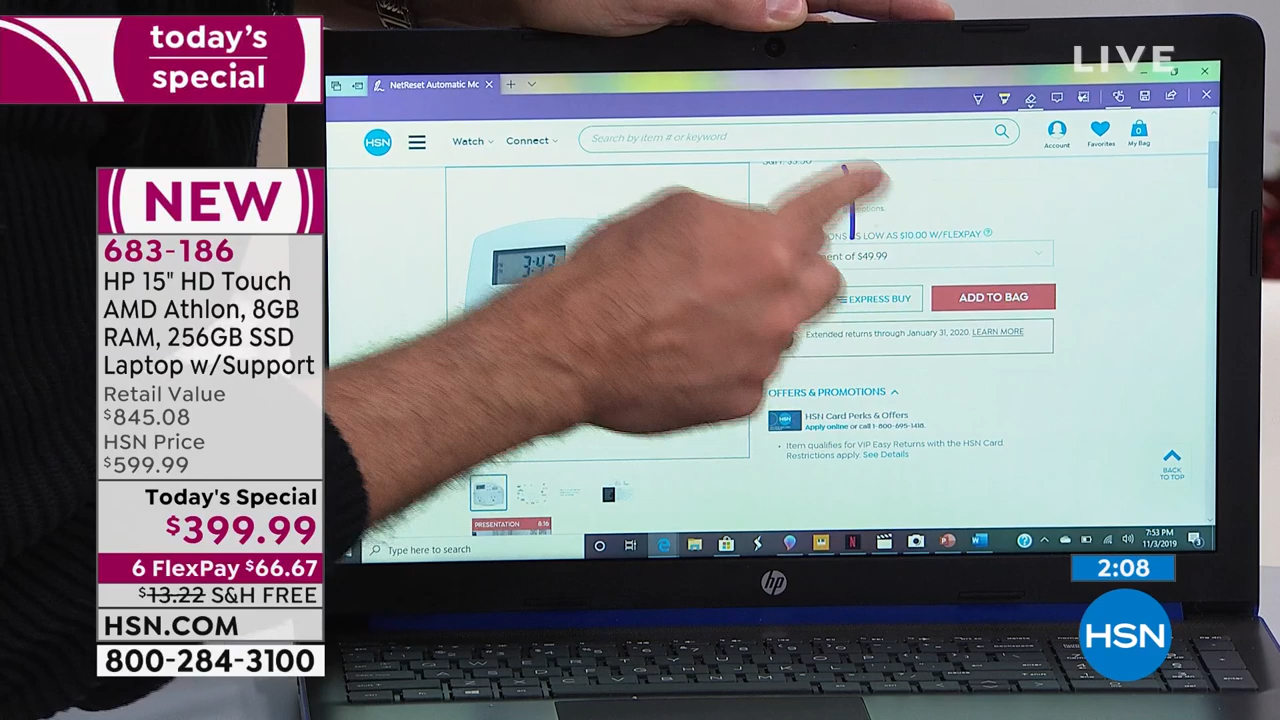 today's
special
LIVE
NEW
683-186
HP 15" HD Touch
AMD Athlon, 8GB
RAM, 256GB SSD
Laptop w/Support
Retail Value
$845.08
HSN Price
$599.99
Today's Special
$399.99
6 FlexPay $66.67
$13.22 S&H FREE
HSN.COM
800-284-3100
NetReset Automatic Mc
HSN
Watch
Connect
Search by item # or keyword
Account
Favorites
0
My Bag
3:43
AS LOW AS $10.00 W/FLEXPAY
of $49.99
EXPRESS BUY
ADD TO BAG
Extended returns through January 31, 2020. LEARN MORE
OFFERS & PROMOTIONS
HSN Card Perks & Offers
Apply online or call 1-800-695-1418.
• Item qualifies for VIP Easy Returns with the HSN Card
Restrictions apply. See Details
BACK
TO TOP
PRESENTATION 8:16
Type here to search
7:53 PM
11/3/2019
hp
2:08
HSN